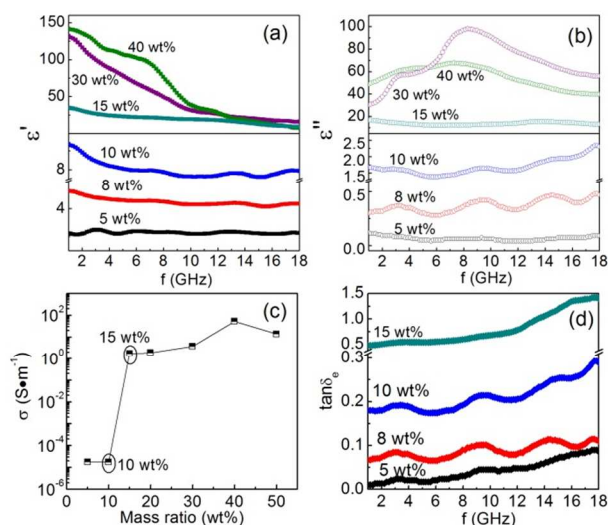 (a)
150
125
100
75
50
25
8
4
ε'
40 wt%
30 wt%
15 wt%
10 wt%
8 wt%
5 wt%
2 4 6 8 10 12 14 16 18
f (GHz)
(b)
100
80
60
40
20
2.5
2.0
1.5
0.5
0.0
ε''
40 wt%
30 wt%
15 wt%
10 wt%
8 wt%
5 wt%
2 4 6 8 10 12 14 16 18
f (GHz)
(c)
10²
10⁰
10⁻²
10⁻⁴
10⁻⁶
σ (S•m⁻¹)
15 wt%
10 wt%
0 10 20 30 40 50
Mass ratio (wt%)
(d)
1.5
1.0
0.5
0.3
0.2
0.1
0.0
tanδₑ
15 wt%
10 wt%
8 wt%
5 wt%
2 4 6 8 10 12 14 16 18
f (GHz)